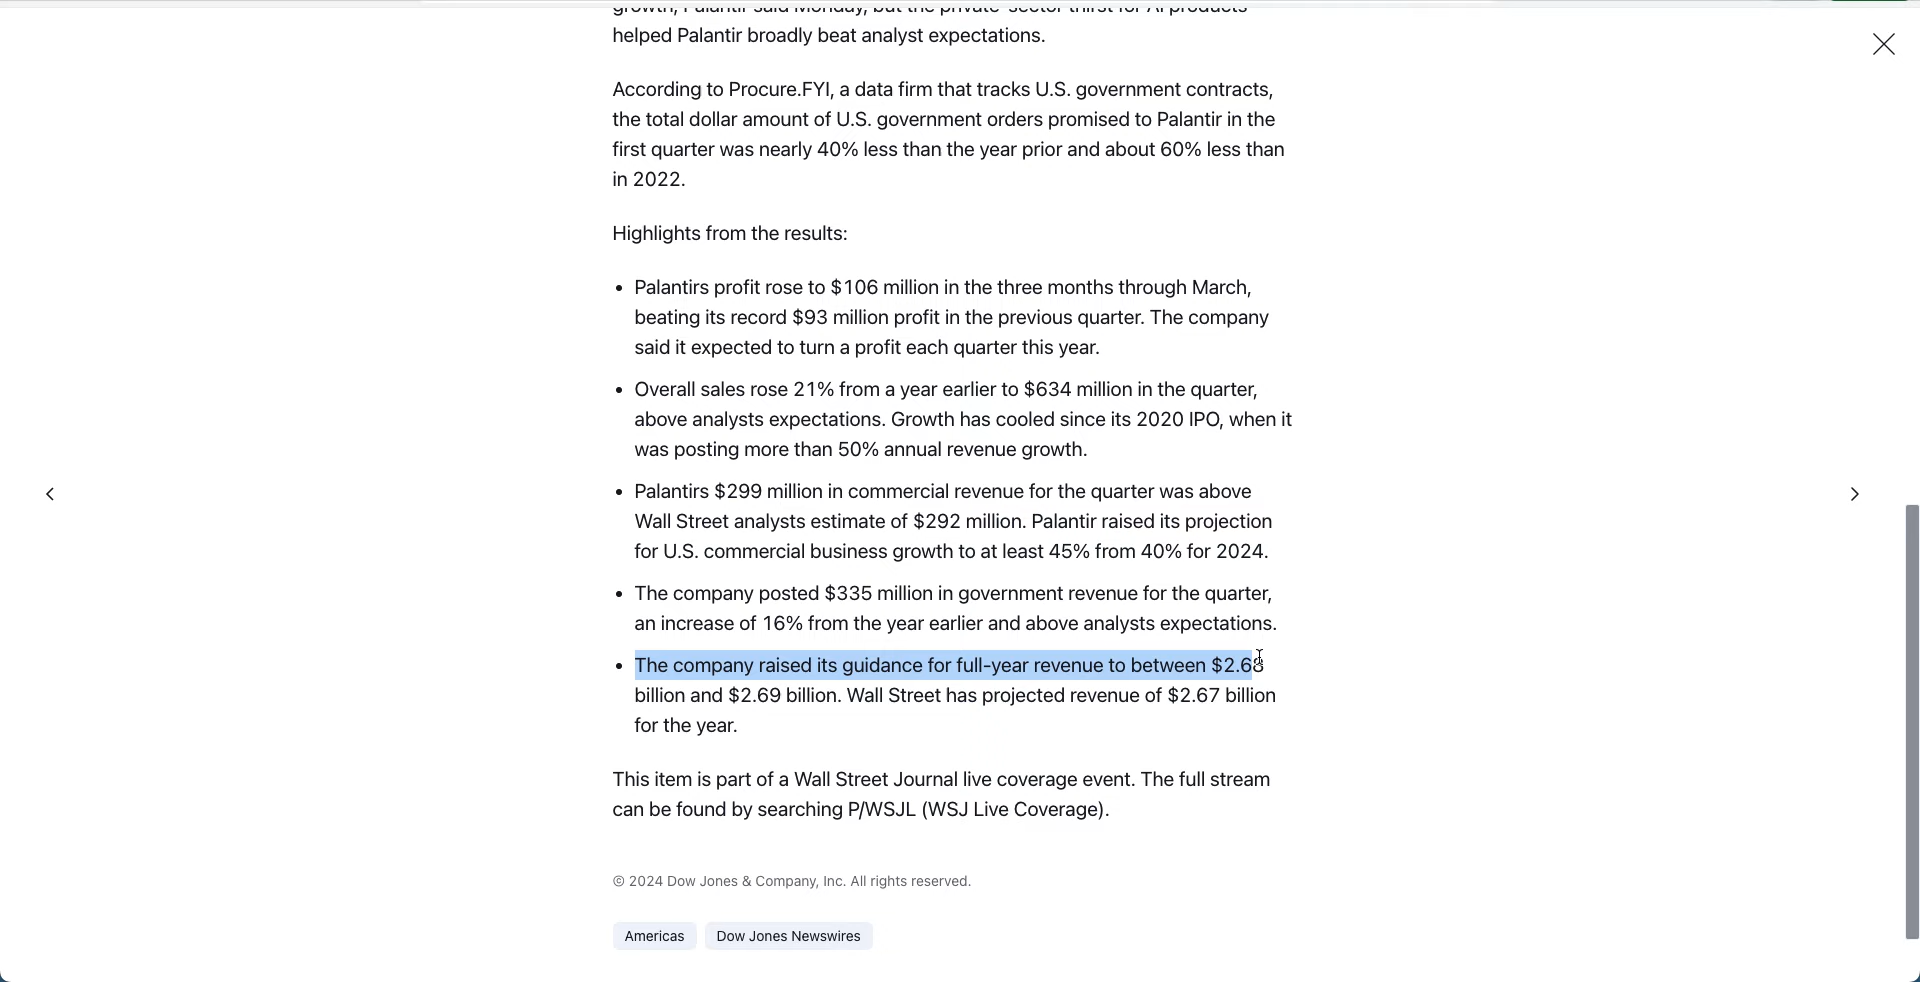 growth, Palantir said Monday, but the private-sector thirst for AI products
helped Palantir broadly beat analyst expectations.
According to Procure.FYI, a data firm that tracks U.S. government contracts,
the total dollar amount of U.S. government orders promised to Palantir in the
first quarter was nearly 40% less than the year prior and about 60% less than
in 2022.
Highlights from the results:
• Palantirs profit rose to $106 million in the three months through March,
beating its record $93 million profit in the previous quarter. The company
said it expected to turn a profit each quarter this year.
• Overall sales rose 21% from a year earlier to $634 million in the quarter,
above analysts expectations. Growth has cooled since its 2020 IPO, when it
was posting more than 50% annual revenue growth.
• Palantirs $299 million in commercial revenue for the quarter was above
Wall Street analysts estimate of $292 million. Palantir raised its projection
for U.S. commercial business growth to at least 45% from 40% for 2024.
• The company posted $335 million in government revenue for the quarter,
an increase of 16% from the year earlier and above analysts expectations.
• The company raised its guidance for full-year revenue to between $2.68
billion and $2.69 billion. Wall Street has projected revenue of $2.67 billion
for the year.
This item is part of a Wall Street Journal live coverage event. The full stream
can be found by searching P/WSJL (WSJ Live Coverage).
© 2024 Dow Jones & Company, Inc. All rights reserved.
Americas
Dow Jones Newswires